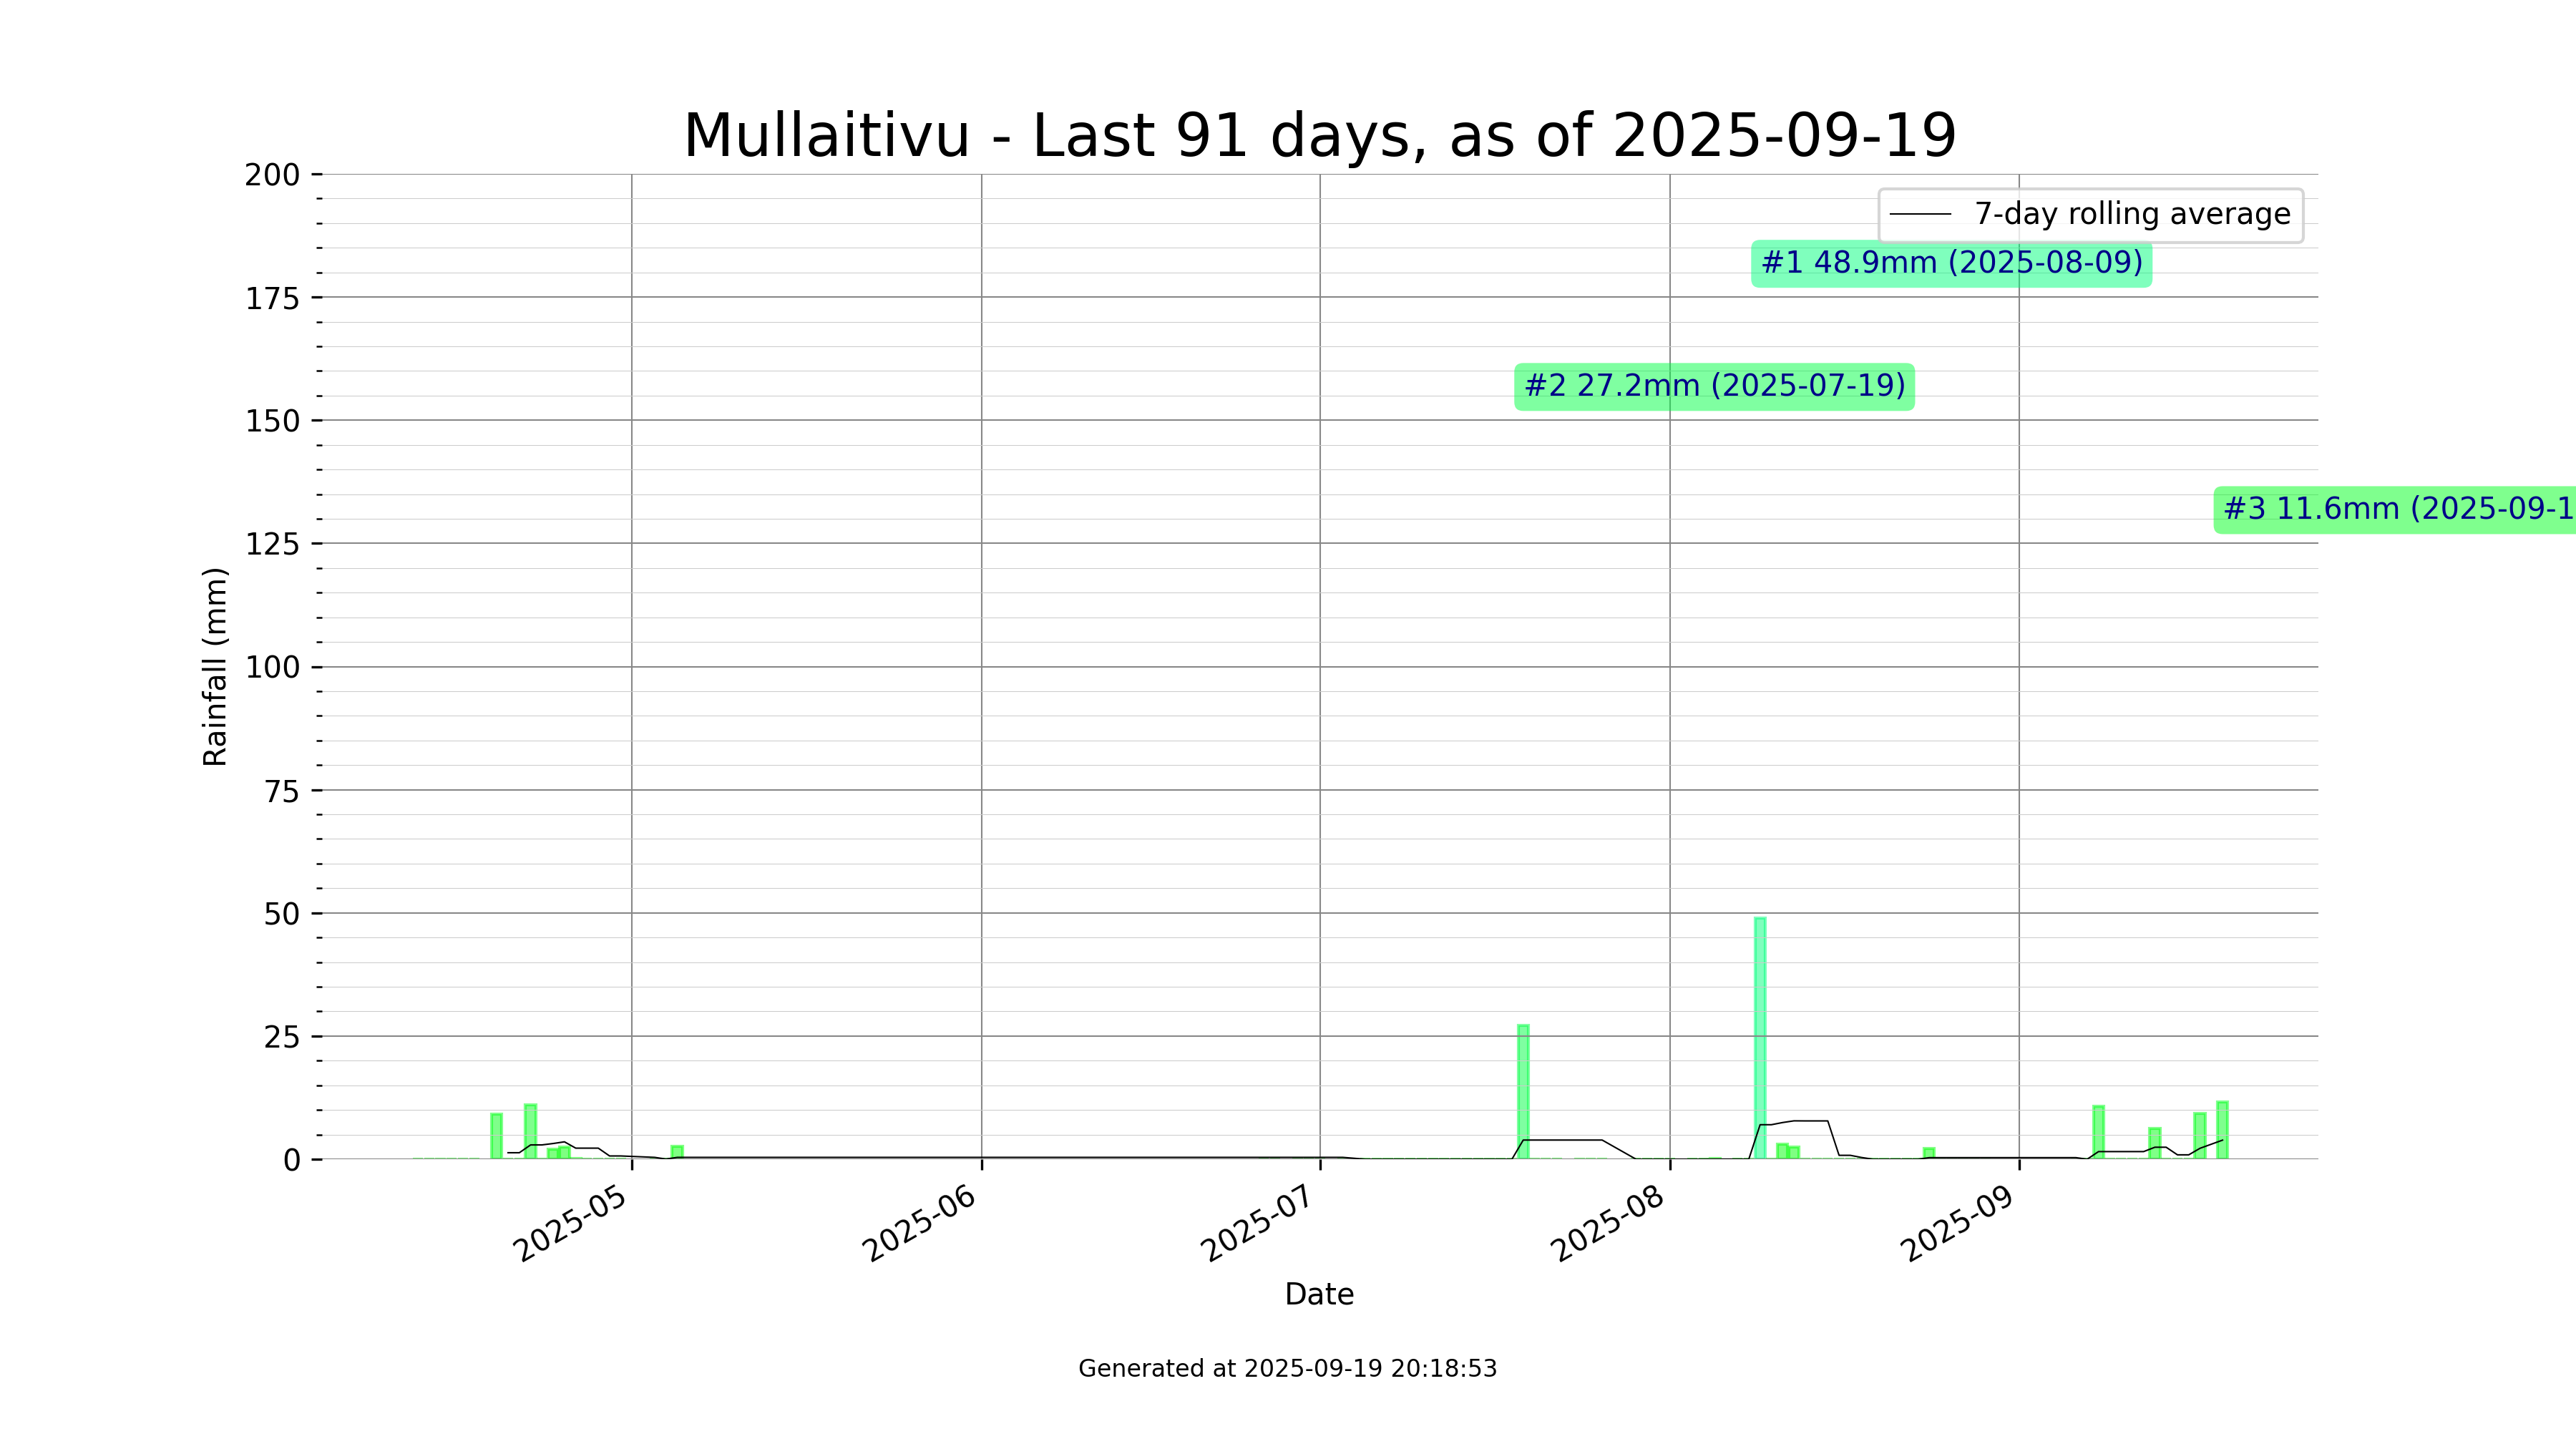 Mullaitivu - Last 91 days, as of 2025-09-19
200
175
150
125
100
75
50
25
0
Rainfall (mm)
7-day rolling average
#1 48.9mm (2025-08-09)
#2 27.2mm (2025-07-19)
#3 11.6mm (2025-09-1
2025-05
2025-06
2025-07
2025-08
2025-09
Date
Generated at 2025-09-19 20:18:53